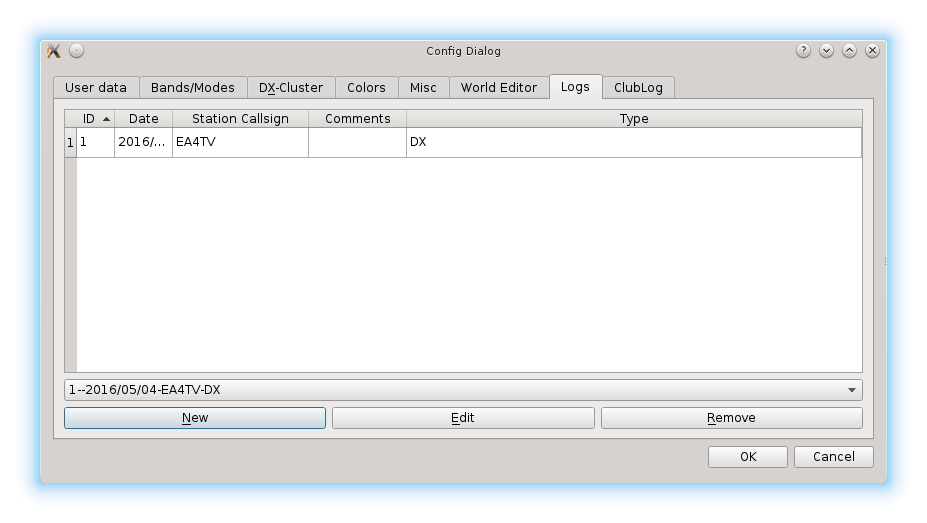 Config Dialog
User data Bands/Modes DX-Cluster Colors Misc World Editor Logs ClubLog
ID Date Station Callsign Comments Type
1 1 2016/... EA4TV DX
1--2016/05/04-EA4TV-DX
New Edit Remove
OK Cancel